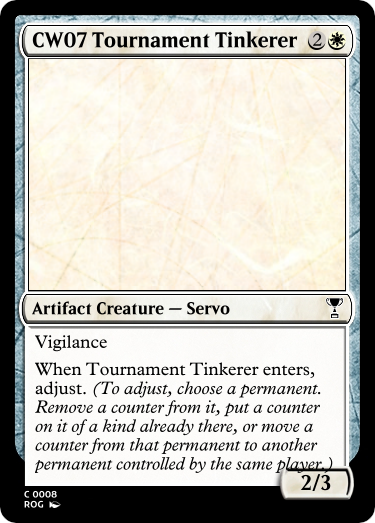 CW07 Tournament Tinkerer 2
Artifact Creature — Servo
Vigilance
When Tournament Tinkerer enters,
adjust. (To adjust, choose a permanent.
Remove a counter from it, put a counter
on it of a kind already there, or move a
counter from that permanent to another
permanent controlled by the same player.)
2/3
C 0008
ROG